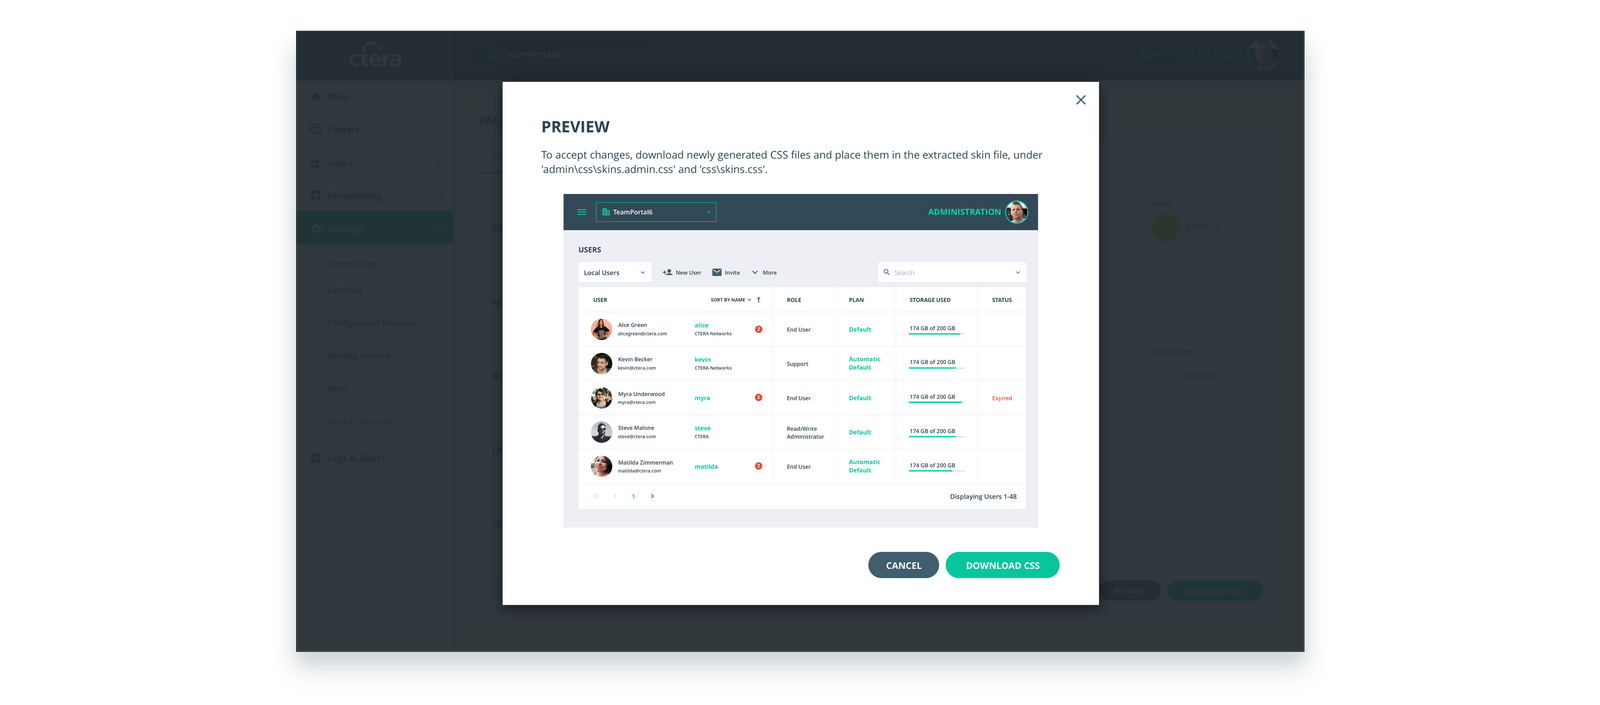 ctera
TeamPortal6
ADMINISTRATION
Main
Folders
Users
Provisioning
Settings
Control Panel
Licensing
Configuration Template
Skins
Logs & Alerts
PREVIEW
To accept changes, download newly generated CSS files and place them in the extracted skin file, under
'admin\css\skins.admin.css' and 'css\skins.css'.
TeamPortal6
ADMINISTRATION
USERS
Local Users
New User
Invite
More
Search
USER SORT BY NAME ROLE PLAN STORAGE USED STATUS
Alce Green alice 2 End User Default 174 GB of 200 GB
alicegreen@ctera.com CTERA Networks
Kevin Becker kevin Support Automatic 174 GB of 200 GB
kevin@ctera.com CTERA Networks Default
Myra Underwood myra 2 End User Default 174 GB of 200 GB Expired
myra@ctera.com
Steve Malone steve Read/Write Default 174 GB of 200 GB
steve@ctera.com CTERA Administrator
Matilda Zimmerman matilda 2 End User Automatic 174 GB of 200 GB
matilda@ctera.com Default
1
Displaying Users 1-48
CANCEL
DOWNLOAD CSS
PREVIEW
DOWNLOAD CSS